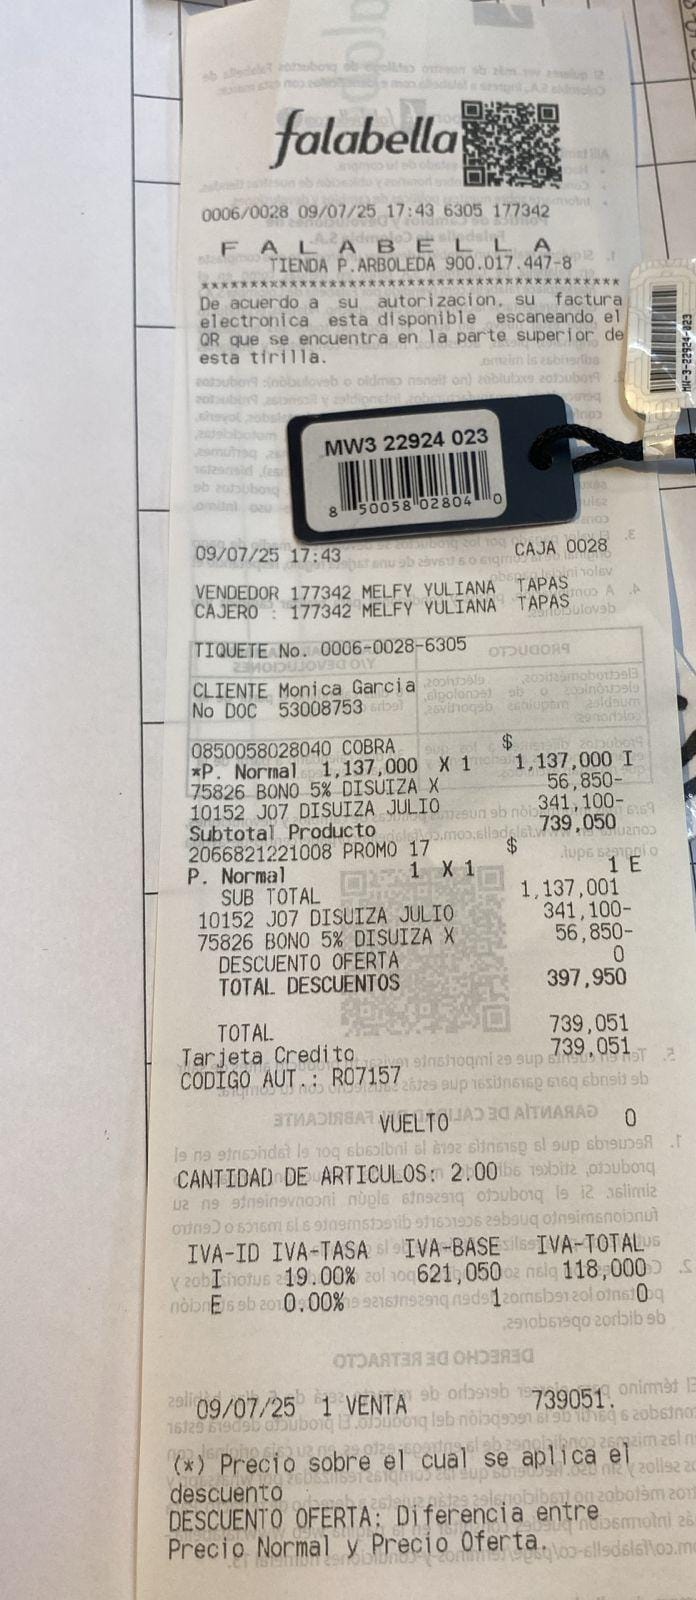 falabella
0006/0028 09/07/25 17:43 6305 177342
F A L A B E L L A
TIENDA P.ARBOLEDA 900.017.447-8
********************************************
De acuerdo a su autorizacion, su factura
electronica esta disponible escaneando el
QR que se encuentra en la parte superior de
esta tirilla.
MW-3-22924-023
MW3 22924 023
8 50058 02804 0
09/07/25 17:43 CAJA 0028
VENDEDOR 177342 MELFY YULIANA TAPAS
CAJERO : 177342 MELFY YULIANA TAPAS
TIQUETE No. 0006-0028-6305
CLIENTE Monica Garcia
No DOC 53008753
0850058028040 COBRA $
*P. Normal 1,137,000 X 1 1,137,000 I
75826 BONO 5% DISUIZA X 56,850-
10152 J07 DISUIZA JULIO 341,100-
Subtotal Producto 739,050
2066821221008 PROMO 17 $
P. Normal 1 X 1 1 E
SUB TOTAL 1,137,001
10152 J07 DISUIZA JULIO 341,100-
75826 BONO 5% DISUIZA X 56,850-
DESCUENTO OFERTA 0
TOTAL DESCUENTOS 397,950
TOTAL 739,051
Tarjeta Credito 739,051
CODIGO AUT.: R07157
VUELTO 0
CANTIDAD DE ARTICULOS: 2.00
IVA-ID IVA-TASA IVA-BASE IVA-TOTAL
I 19.00% 621,050 118,000
E 0.00% 1 0
09/07/25 1 VENTA 739051.
(*) Precio sobre el cual se aplica el
descuento
DESCUENTO OFERTA: Diferencia entre
Precio Normal y Precio Oferta.